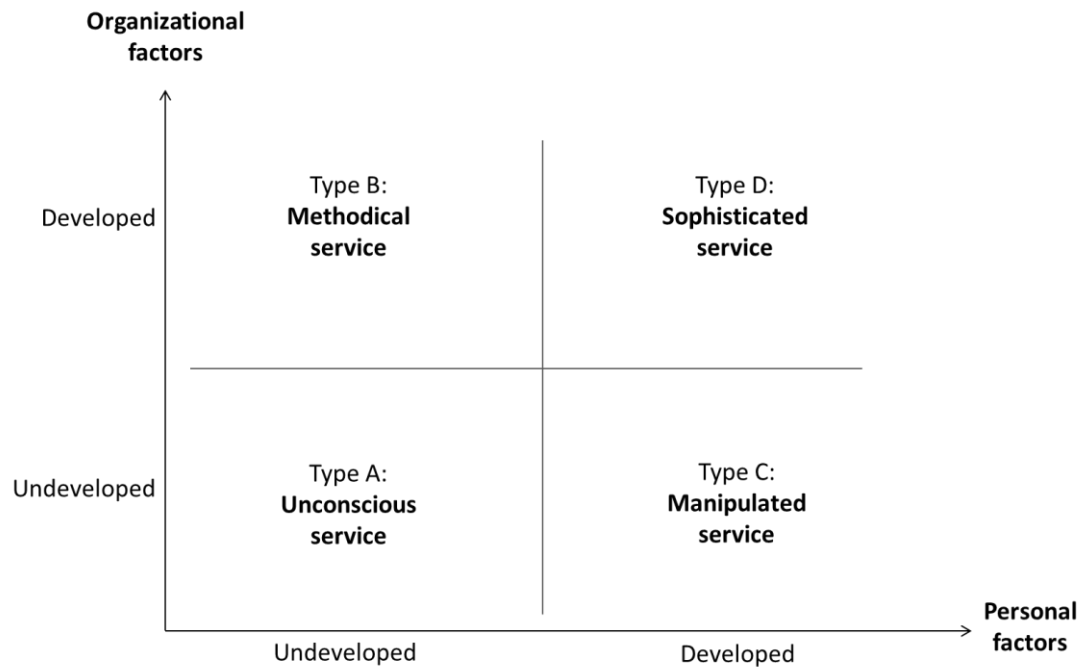 Organizational
factors
Type B:
Methodical
service
Type D:
Sophisticated
service
Developed
Type A:
Unconscious
service
Type C:
Manipulated
service
Undeveloped
Personal
factors
Undeveloped
Developed